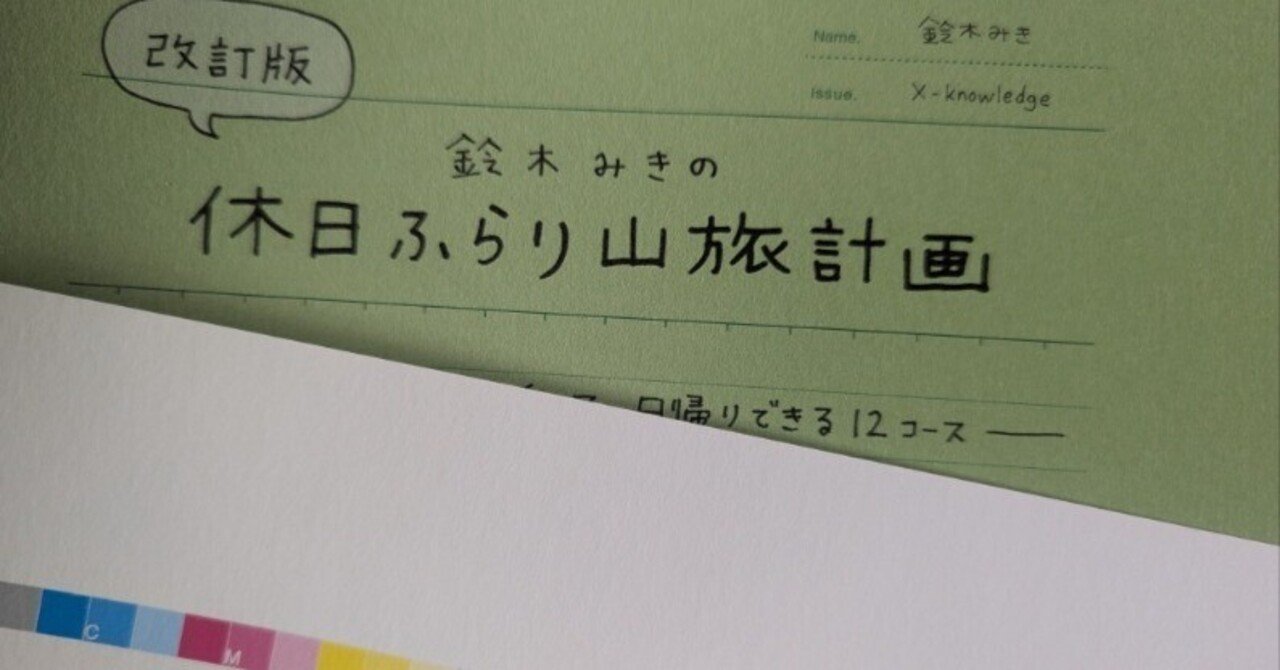 改訂版
Name. 鈴木みき
Issue. X-knowledge
鈴木みきの
休日ふらり山旅計画
日帰りできる12コース
C
M